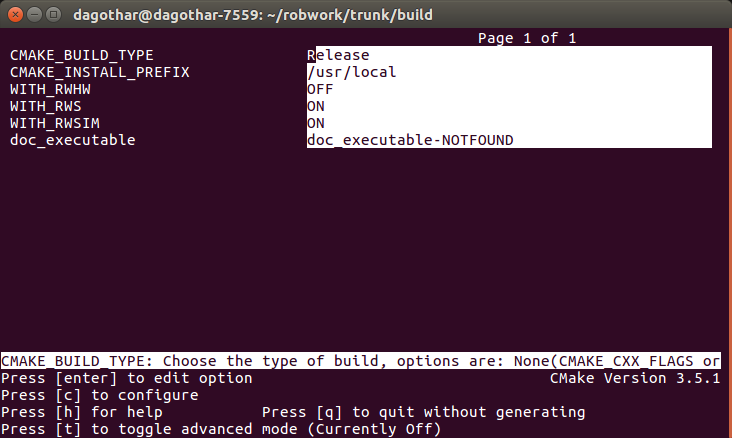 dagothar@dagothar-7559: ~/robwork/trunk/build
Page 1 of 1
CMAKE_BUILD_TYPE Release
CMAKE_INSTALL_PREFIX /usr/local
WITH_RWHW OFF
WITH_RWS ON
WITH_RWSIM ON
doc_executable doc_executable-NOTFOUND
CMAKE_BUILD_TYPE: Choose the type of build, options are: None(CMAKE_CXX_FLAGS or
Press [enter] to edit option CMake Version 3.5.1
Press [c] to configure
Press [h] for help Press [q] to quit without generating
Press [t] to toggle advanced mode (Currently Off)